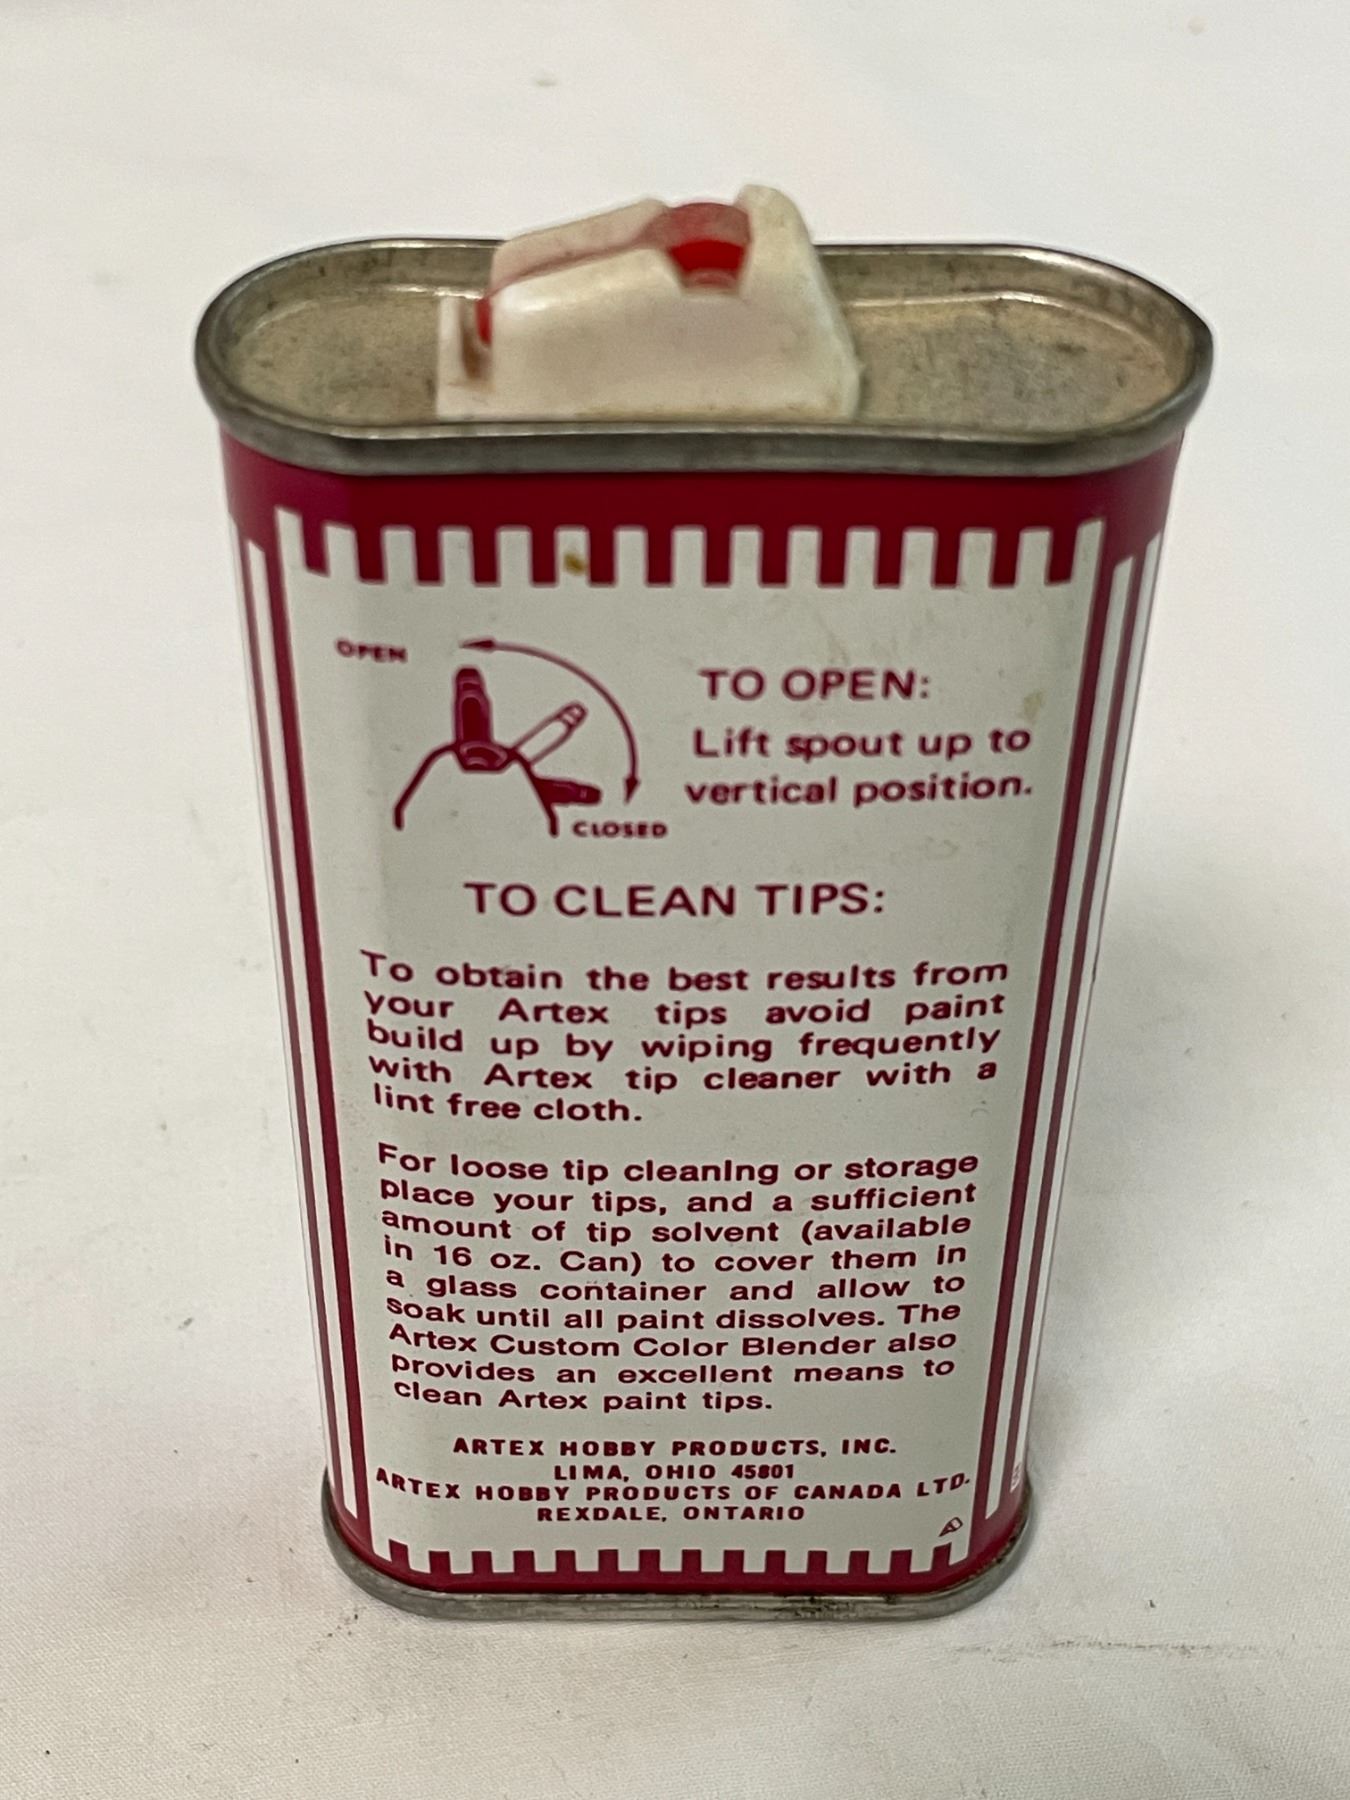 OPEN
CLOSED
TO OPEN:
Lift spout up to
vertical position.
TO CLEAN TIPS:
To obtain the best results from
your Artex tips avoid paint
build up by wiping frequently
with Artex tip cleaner with a
lint free cloth.
For loose tip cleanIng or storage
place your tips, and a sufficient
amount of tip solvent (available
in 16 oz. Can) to cover them in
a glass container and allow to
soak until all paint dissolves. The
Artex Custom Color Blender also
provides an excellent means to
clean Artex paint tips.
ARTEX HOBBY PRODUCTS, INC.
LIMA, OHIO 45801
ARTEX HOBBY PRODUCTS OF CANADA LTD.
REXDALE, ONTARIO